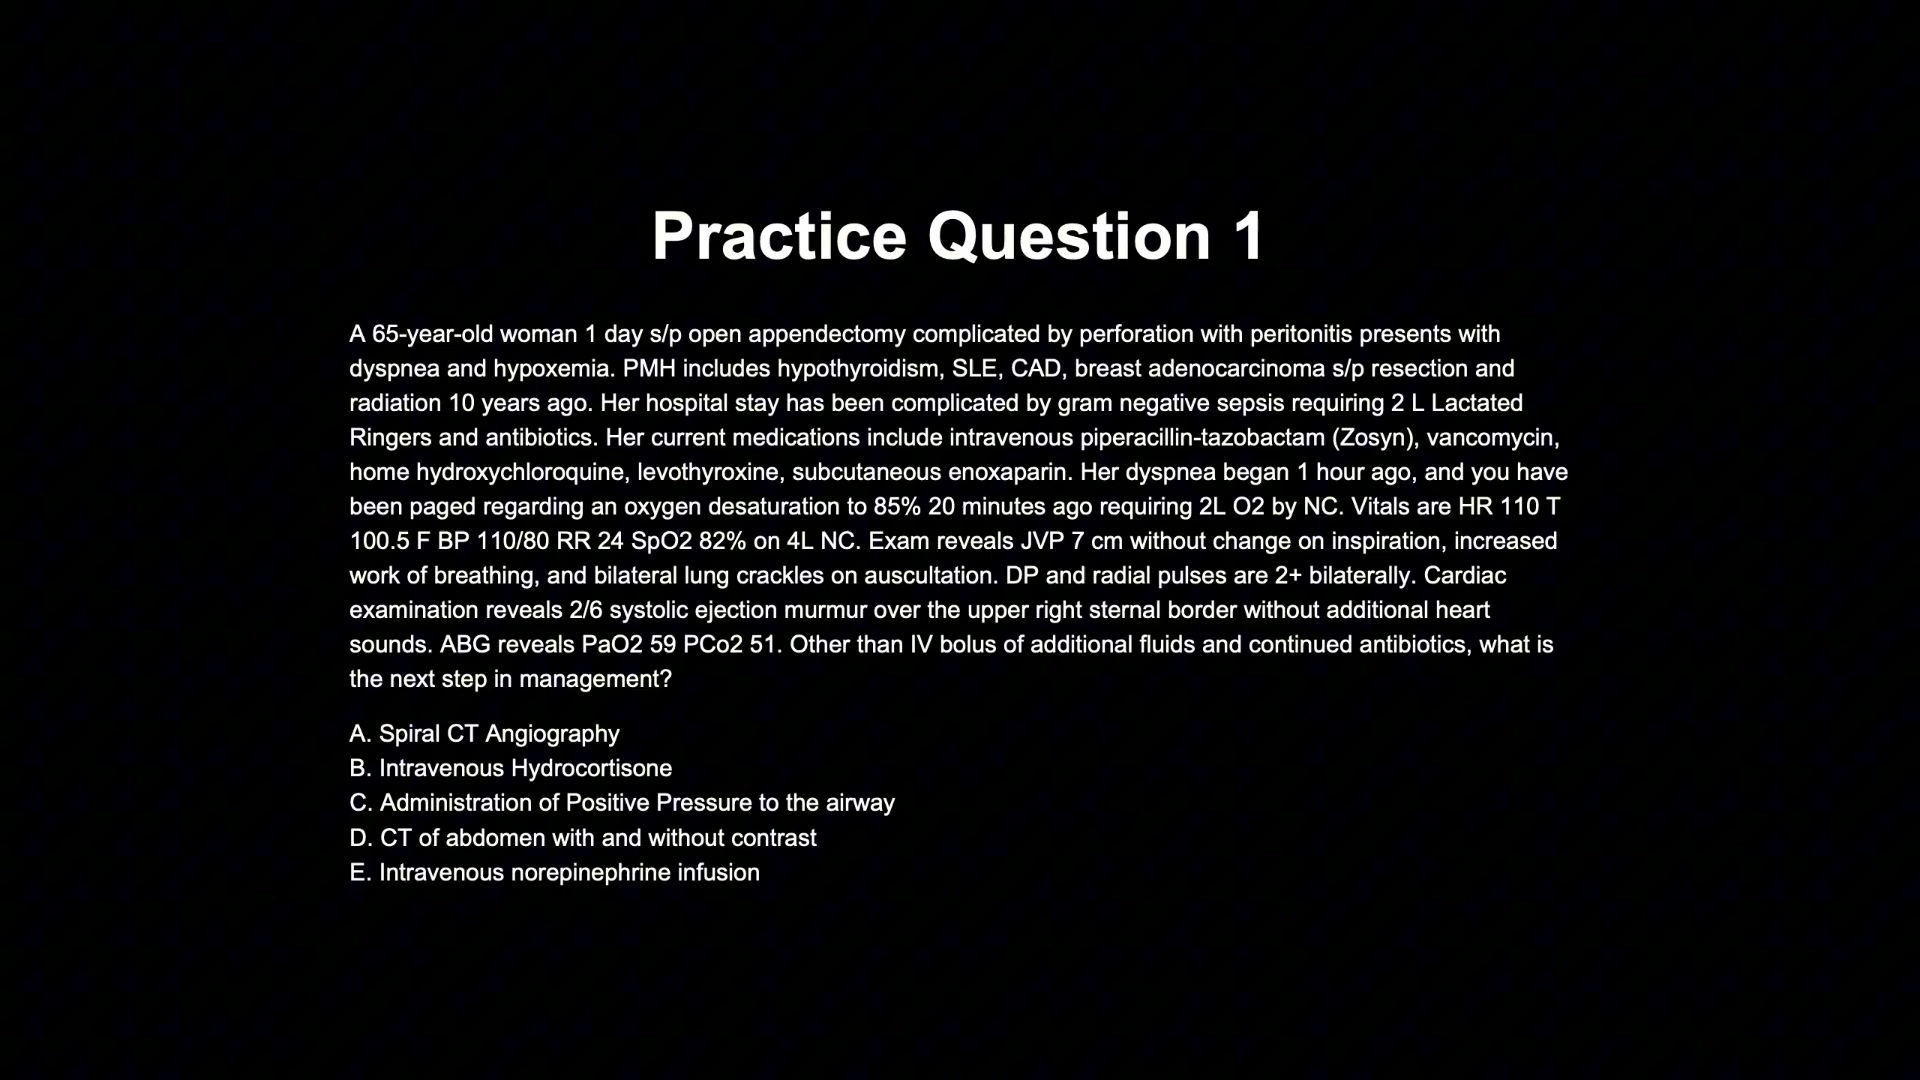 Practice Question 1
A 65-year-old woman 1 day s/p open appendectomy complicated by perforation with peritonitis presents with
dyspnea and hypoxemia. PMH includes hypothyroidism, SLE, CAD, breast adenocarcinoma s/p resection and
radiation 10 years ago. Her hospital stay has been complicated by gram negative sepsis requiring 2 L Lactated
Ringers and antibiotics. Her current medications include intravenous piperacillin-tazobactam (Zosyn), vancomycin,
home hydroxychloroquine, levothyroxine, subcutaneous enoxaparin. Her dyspnea began 1 hour ago, and you have
been paged regarding an oxygen desaturation to 85% 20 minutes ago requiring 2L O2 by NC. Vitals are HR 110 T
100.5 F BP 110/80 RR 24 SpO2 82% on 4L NC. Exam reveals JVP 7 cm without change on inspiration, increased
work of breathing, and bilateral lung crackles on auscultation. DP and radial pulses are 2+ bilaterally. Cardiac
examination reveals 2/6 systolic ejection murmur over the upper right sternal border without additional heart
sounds. ABG reveals PaO2 59 PCo2 51. Other than IV bolus of additional fluids and continued antibiotics, what is
the next step in management?
A. Spiral CT Angiography
B. Intravenous Hydrocortisone
C. Administration of Positive Pressure to the airway
D. CT of abdomen with and without contrast
E. Intravenous norepinephrine infusion